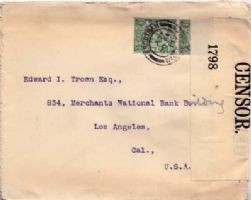 Edward I. Troen Esq.,
834, Merchants National Bank Building
Los Angeles,
Cal.,
U.S.A.
1798
CENSOR.